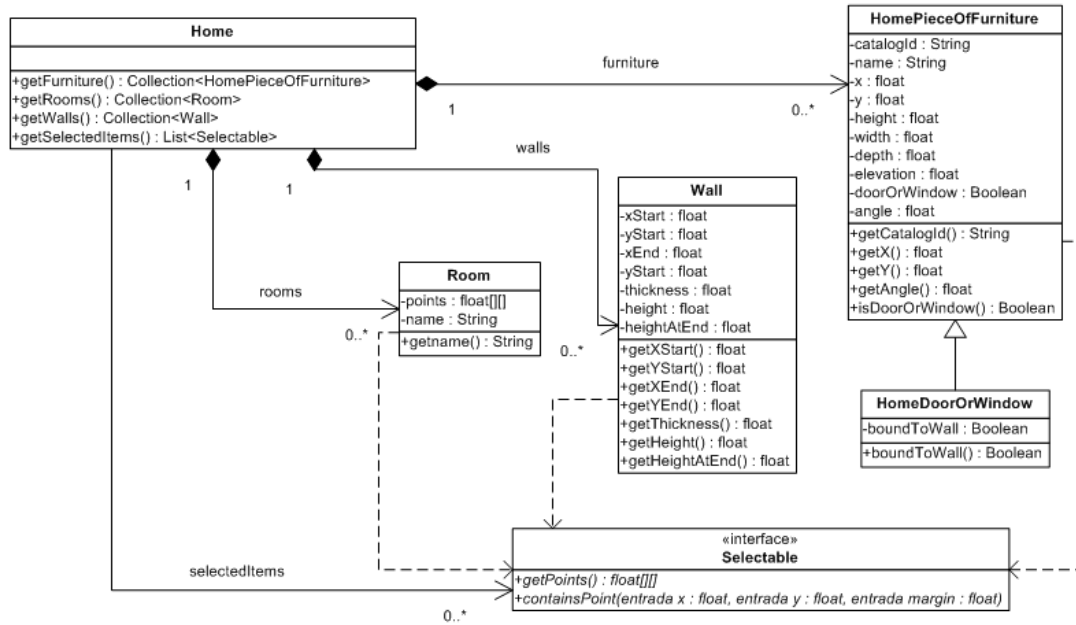 Home
+getFurniture() : Collection<HomePieceOfFurniture>
+getRooms() : Collection<Room>
+getWalls() : Collection<Wall>
+getSelectedItems() : List<Selectable>
furniture
1
0..*
HomePieceOfFurniture
-catalogId : String
-name : String
-x : float
-y : float
-height : float
-width : float
-depth : float
-elevation : float
-doorOrWindow : Boolean
-angle : float
+getCatalogId() : String
+getX() : float
+getY() : float
+getAngle() : float
+isDoorOrWindow() : Boolean
walls
1
1
0..*
Wall
-xStart : float
-yStart : float
-xEnd : float
-yStart : float
-thickness : float
-height : float
-heightAtEnd : float
+getXStart() : float
+getYStart() : float
+getXEnd() : float
+getYEnd() : float
+getThickness() : float
+getHeight() : float
+getHeightAtEnd() : float
rooms
0..*
Room
-points : float[][]
-name : String
+getname() : String
HomeDoorOrWindow
-boundToWall : Boolean
+boundToWall() : Boolean
selectedItems
0..*
«interface»
Selectable
+getPoints() : float[][]
+containsPoint(entrada x : float, entrada y : float, entrada margin : float)